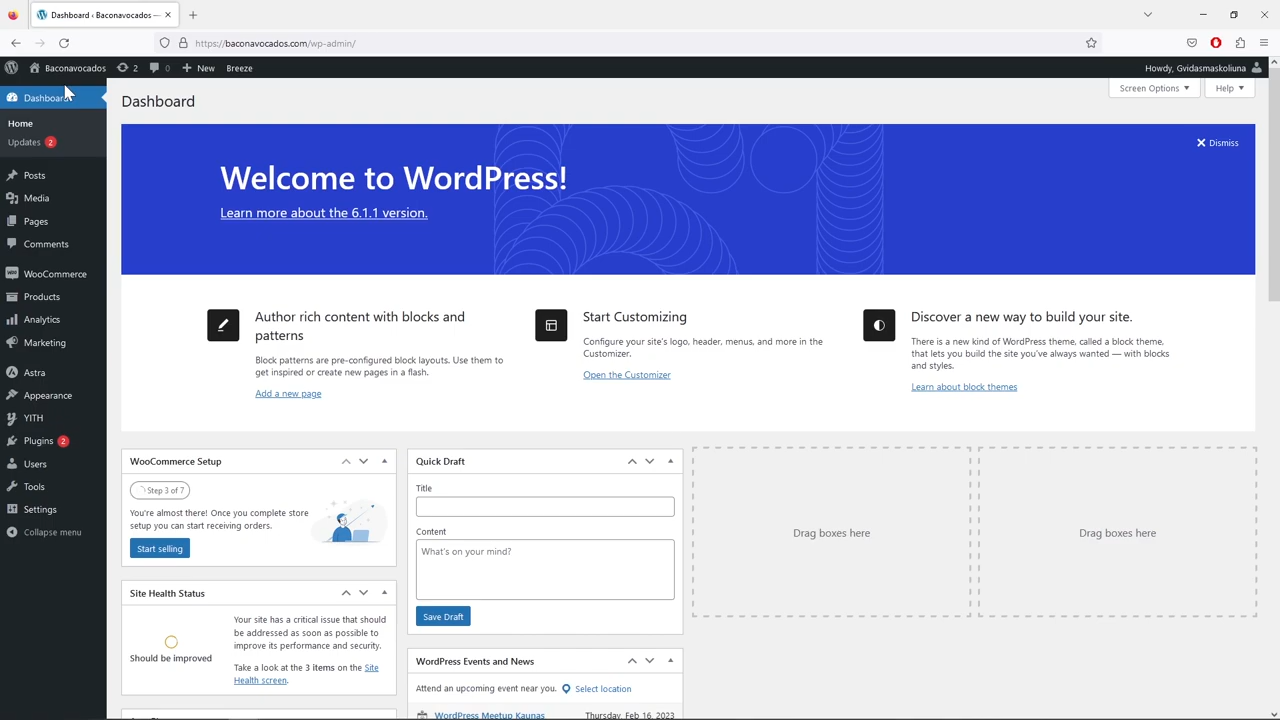 Dashboard ‹ Baconavocados —
https://baconavocados.com/wp-admin/
Baconavocados 2 0 New Breeze
Howdy, Gvidasmaskoliuna
Dashboard
Home
Updates 2
Posts
Media
Pages
Comments
WooCommerce
Products
Analytics
Marketing
Astra
Appearance
YITH
Plugins 2
Users
Tools
Settings
Collapse menu
Dashboard
Screen Options
Help
Welcome to WordPress!
Learn more about the 6.1.1 version.
Dismiss
Author rich content with blocks and
patterns
Block patterns are pre-configured block layouts. Use them to
get inspired or create new pages in a flash.
Add a new page
Start Customizing
Configure your site's logo, header, menus, and more in the
Customizer.
Open the Customizer
Discover a new way to build your site.
There is a new kind of WordPress theme, called a block theme,
that lets you build the site you've always wanted — with blocks
and styles.
Learn about block themes
WooCommerce Setup
Step 3 of 7
You're almost there! Once you complete store
setup you can start receiving orders.
Start selling
Site Health Status
Should be improved
Your site has a critical issue that should
be addressed as soon as possible to
improve its performance and security.
Take a look at the 3 items on the Site
Health screen.
Quick Draft
Title
Content
What's on your mind?
Save Draft
WordPress Events and News
Attend an upcoming event near you.
Select location
WordPress Meetup Kaunas
Thursday, Feb 16, 2023
Drag boxes here
Drag boxes here